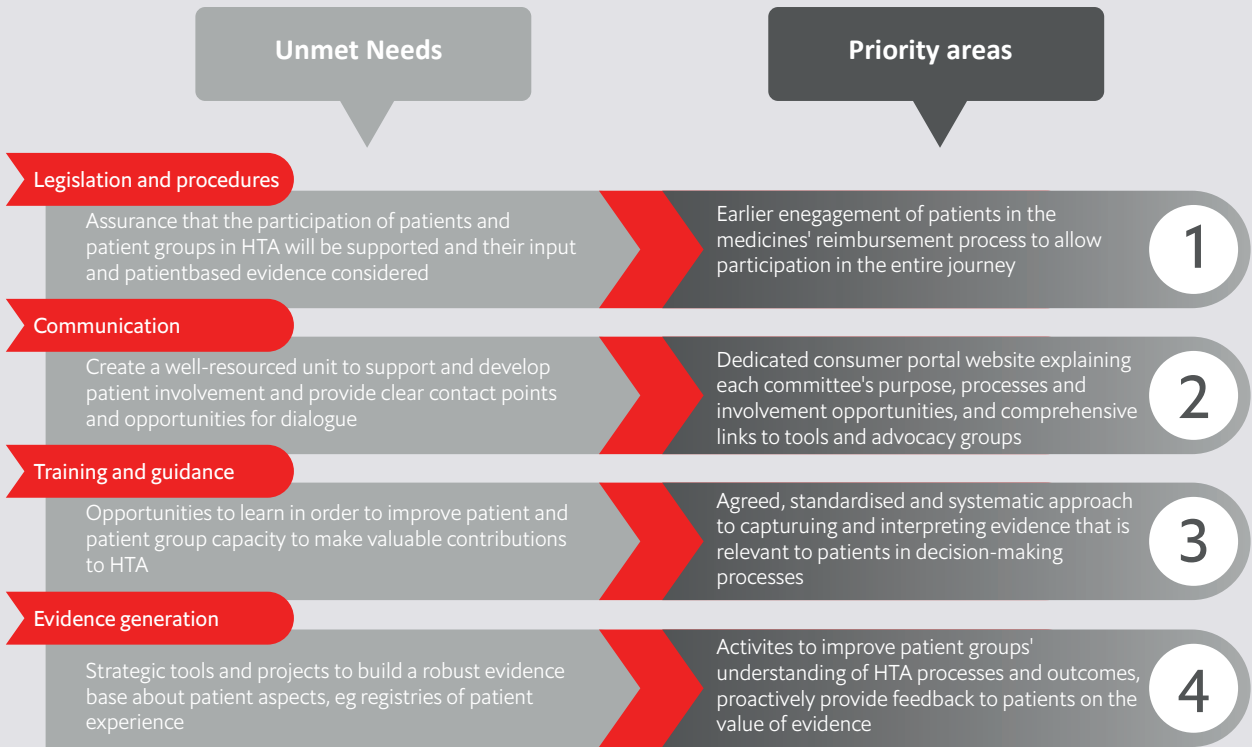 Unmet Needs
Priority areas
Legislation and procedures
Assurance that the participation of patients and
patient groups in HTA will be supported and their input
and patientbased evidence considered
Earlier enegagement of patients in the
medicines' reimbursement process to allow
participation in the entire journey
1
Communication
Create a well-resourced unit to support and develop
patient involvement and provide clear contact points
and opportunities for dialogue
Dedicated consumer portal website explaining
each committee's purpose, processes and
involvement opportunities, and comprehensive
links to tools and advocacy groups
2
Training and guidance
Opportunities to learn in order to improve patient and
patient group capacity to make valuable contributions
to HTA
Agreed, standardised and systematic approach
to capturuing and interpreting evidence that is
relevant to patients in decision-making
processes
3
Evidence generation
Strategic tools and projects to build a robust evidence
base about patient aspects, eg registries of patient
experience
Activites to improve patient groups'
understanding of HTA processes and outcomes,
proactively provide feedback to patients on the
value of evidence
4